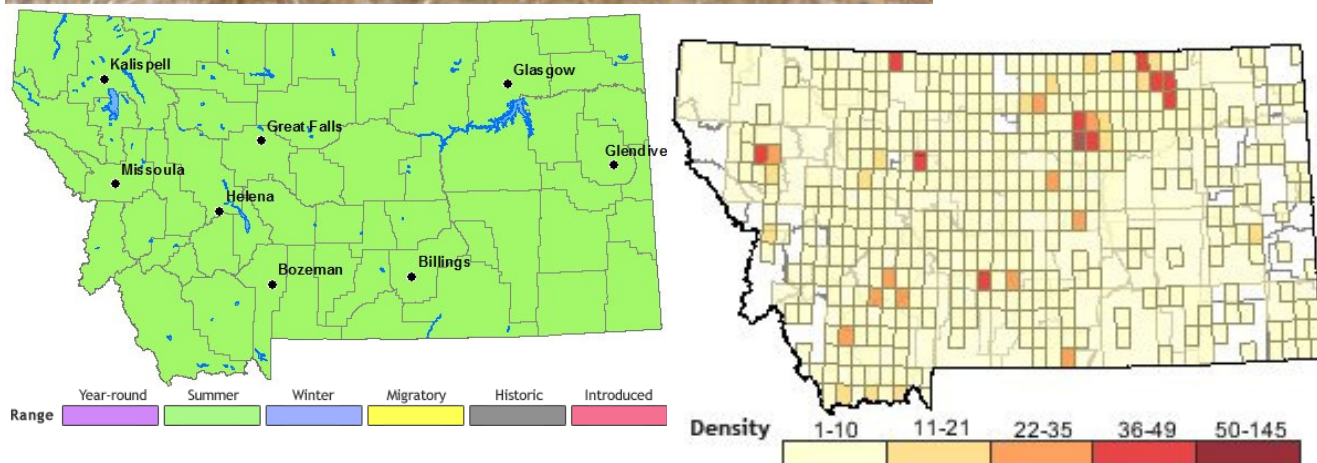 Kalispell
Glasgow
Great Falls
Glendive
Missoula
Helena
Bozeman
Billings
Range Year-round Summer Winter Migratory Historic Introduced
Density 1-10 11-21 22-35 36-49 50-145